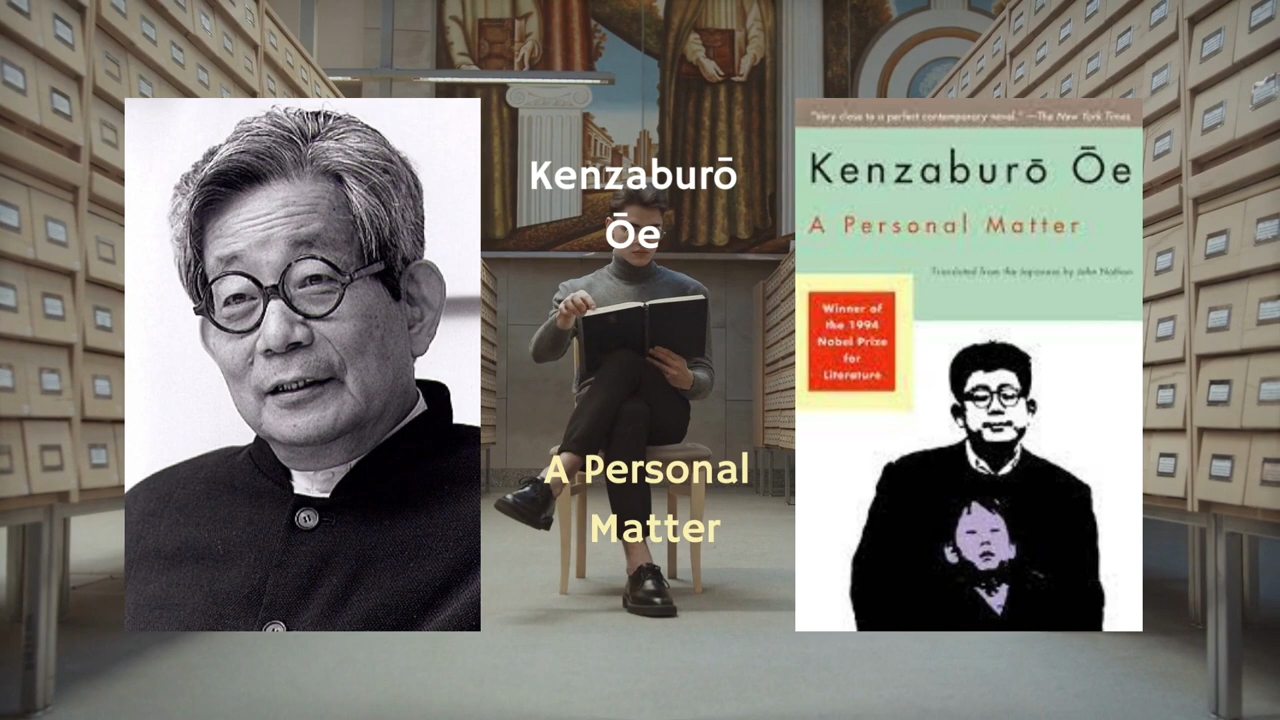 Kenzaburō
Ōe
A Personal
Matter
"Very close to a perfect contemporary novel." —The New York Times
Kenzaburō Ōe
A Personal Matter
Translated from the Japanese by John Nathan
Winner of
the 1994
Nobel Prize
for
Literature